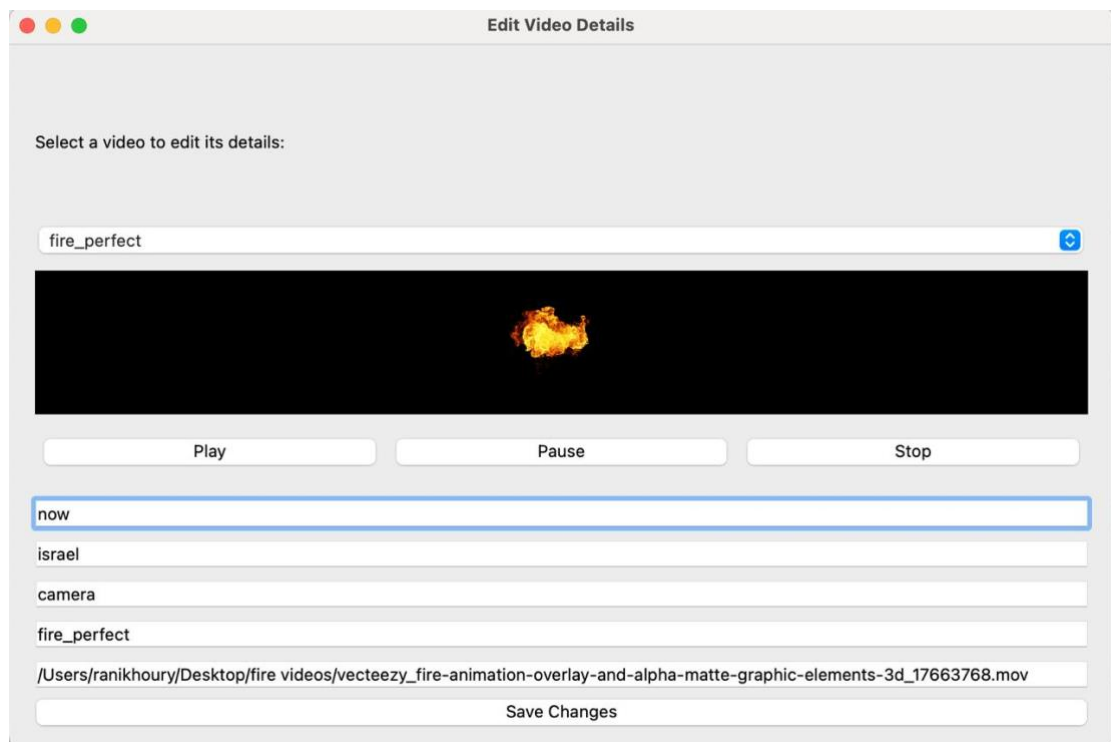 Edit Video Details
Select a video to edit its details:
fire_perfect
Play Pause Stop
now
israel
camera
fire_perfect
/Users/ranikhoury/Desktop/fire videos/vecteezy_fire-animation-overlay-and-alpha-matte-graphic-elements-3d_17663768.mov
Save Changes